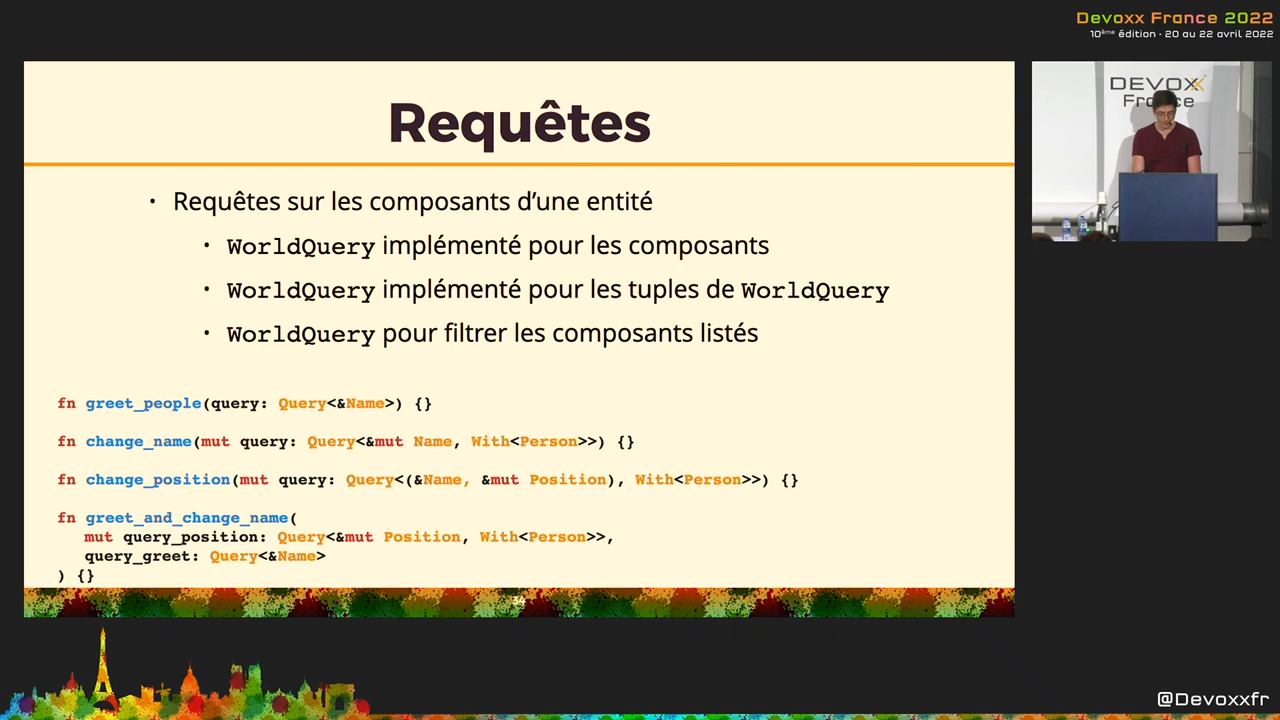 Devoxx France 2022
10ème édition - 20 au 22 avril 2022
DEVOXX
France
Requêtes
• Requêtes sur les composants d'une entité
• WorldQuery implémenté pour les composants
• WorldQuery implémenté pour les tuples de WorldQuery
• WorldQuery pour filtrer les composants listés
fn greet_people(query: Query<&Name>) {}
fn change_name(mut query: Query<&mut Name, With<Person>>) {}
fn change_position(mut query: Query<(&Name, &mut Position), With<Person>>) {}
fn greet_and_change_name(
mut query_position: Query<&mut Position, With<Person>>,
query_greet: Query<&Name>
) {}
34
@Devoxxfr